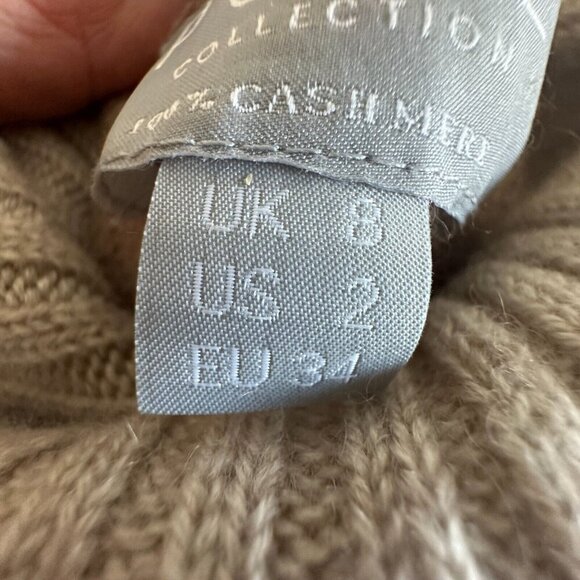 COLLECTION
100% CASHMERE
UK 8
US 2
EU 34